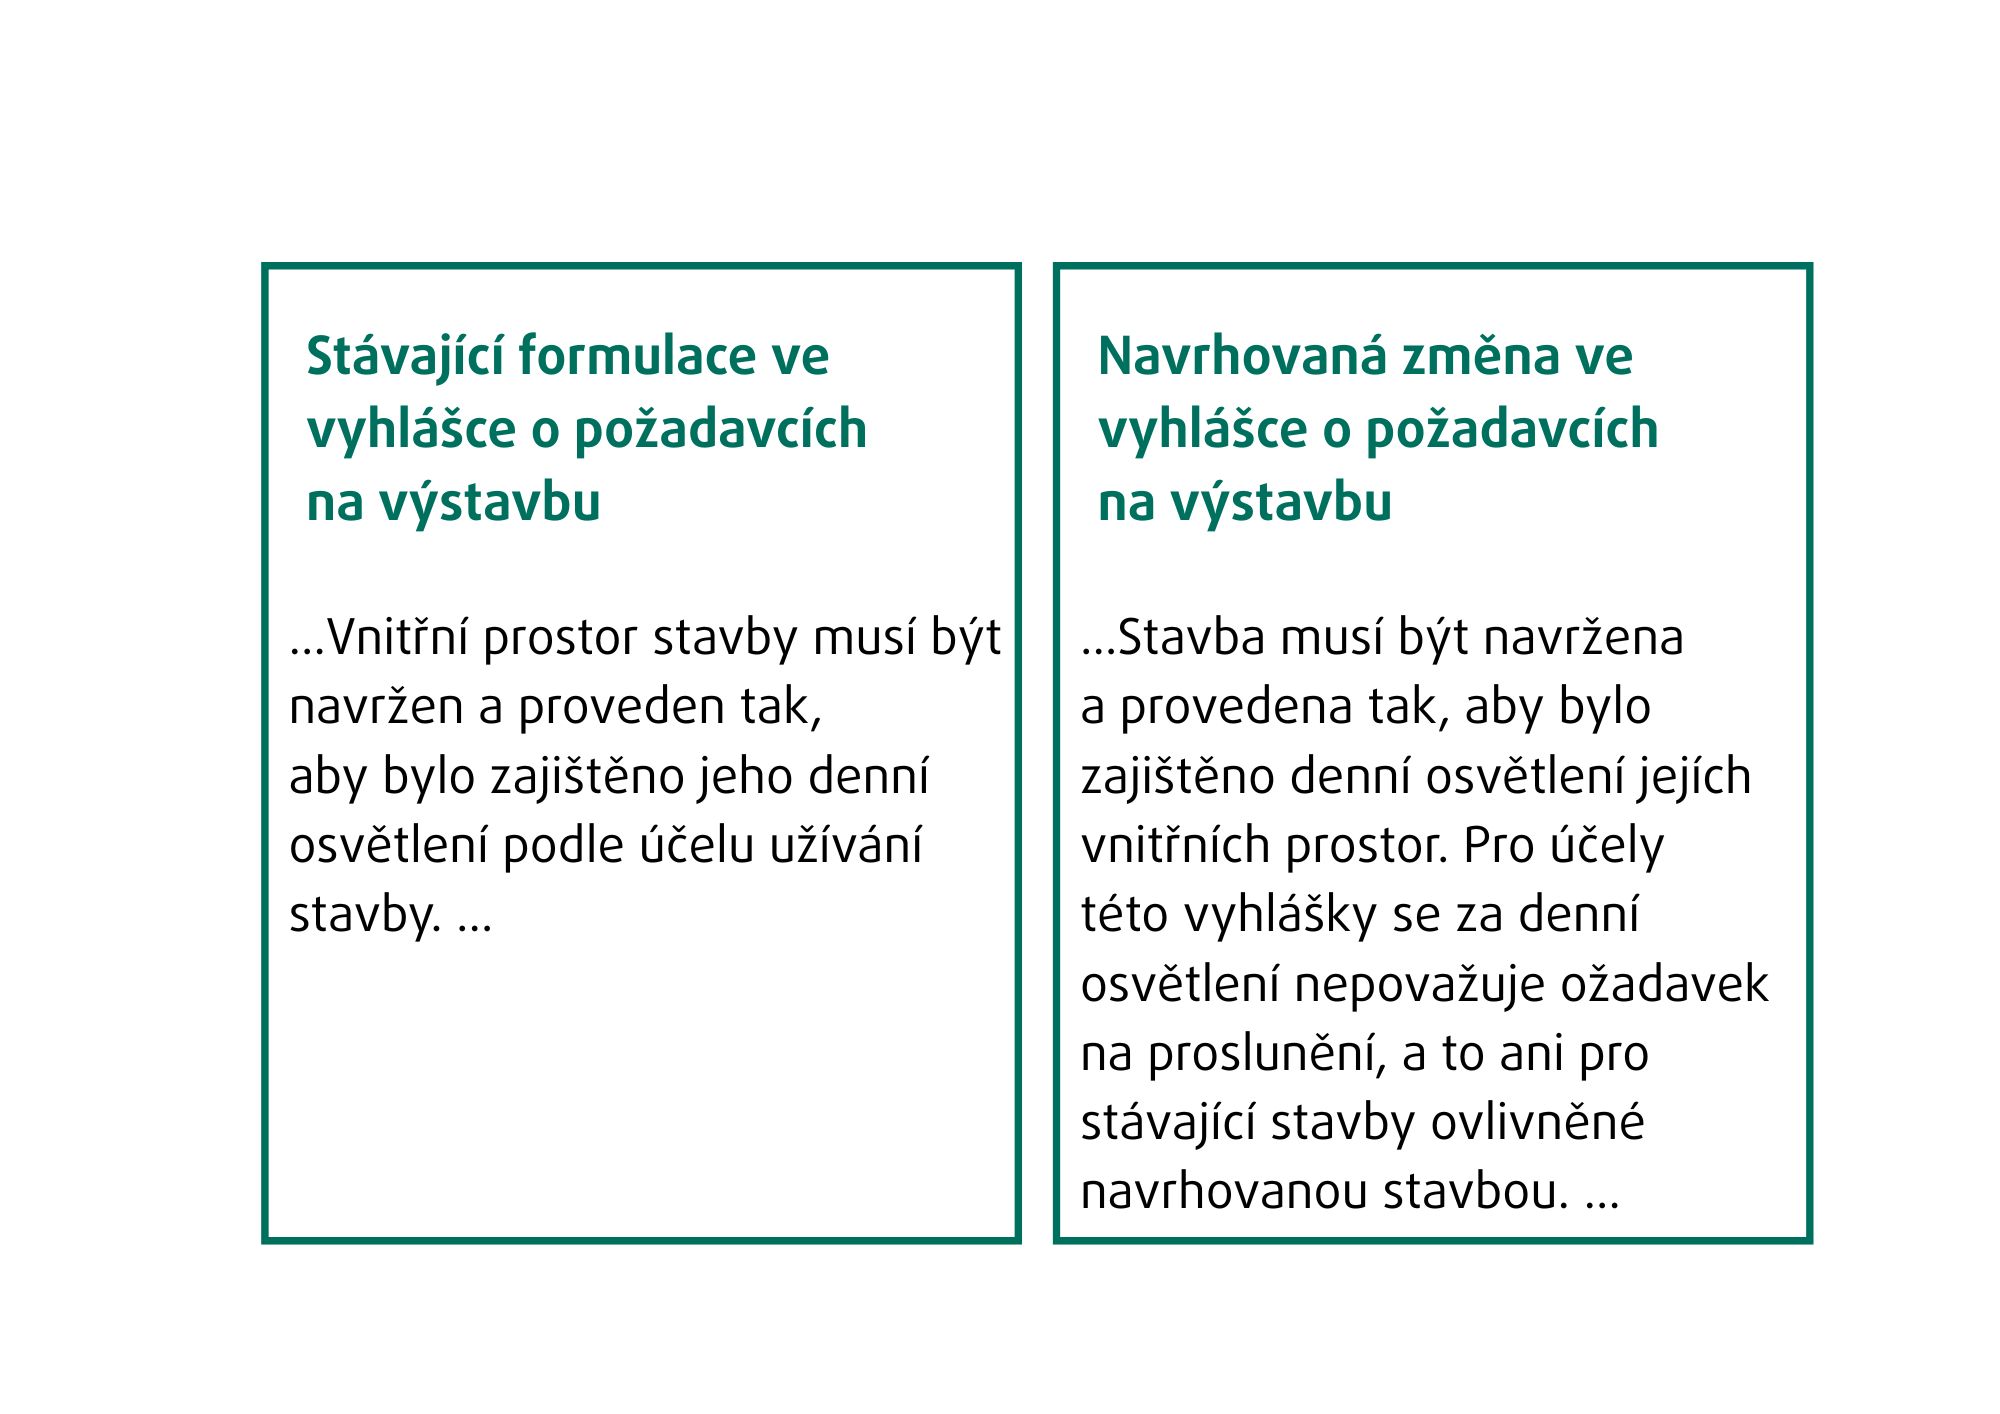 Stávající formulace ve
vyhlášce o požadavcích
na výstavbu
...Vnitřní prostor stavby musí být
navržen a proveden tak,
aby bylo zajištěno jeho denní
osvětlení podle účelu užívání
stavby. ...
Navrhovaná změna ve
vyhlášce o požadavcích
na výstavbu
...Stavba musí být navržena
a provedena tak, aby bylo
zajištěno denní osvětlení jejích
vnitřních prostor. Pro účely
této vyhlášky se za denní
osvětlení nepovažuje ožadavek
na proslunění, a to ani pro
stávající stavby ovlivněné
navrhovanou stavbou. ...